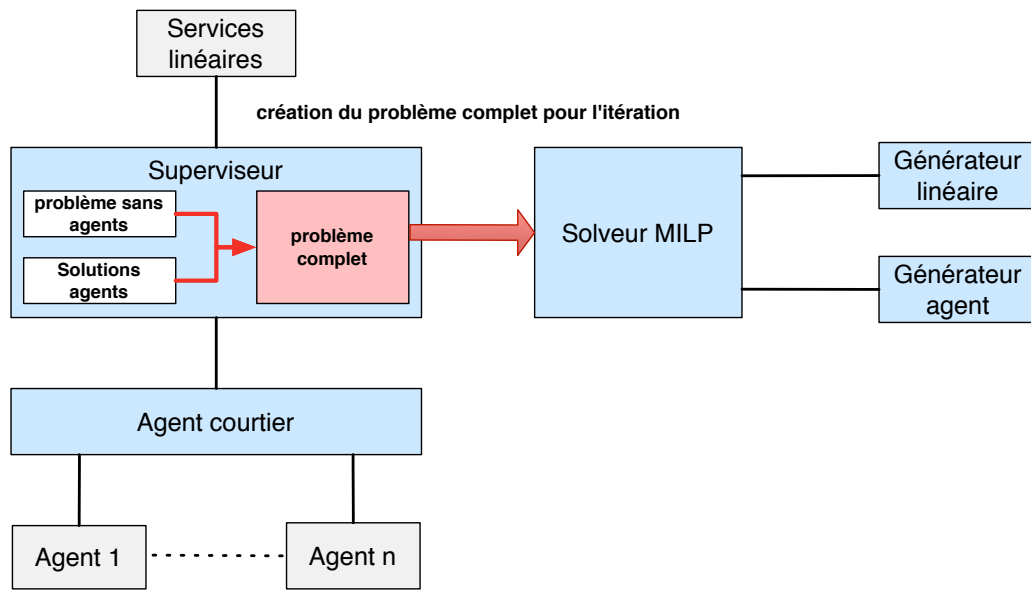 Services
linéaires
création du problème complet pour l'itération
Superviseur
problème sans
agents
Solutions
agents
problème
complet
Solveur MILP
Générateur
linéaire
Générateur
agent
Agent courtier
Agent 1
Agent n